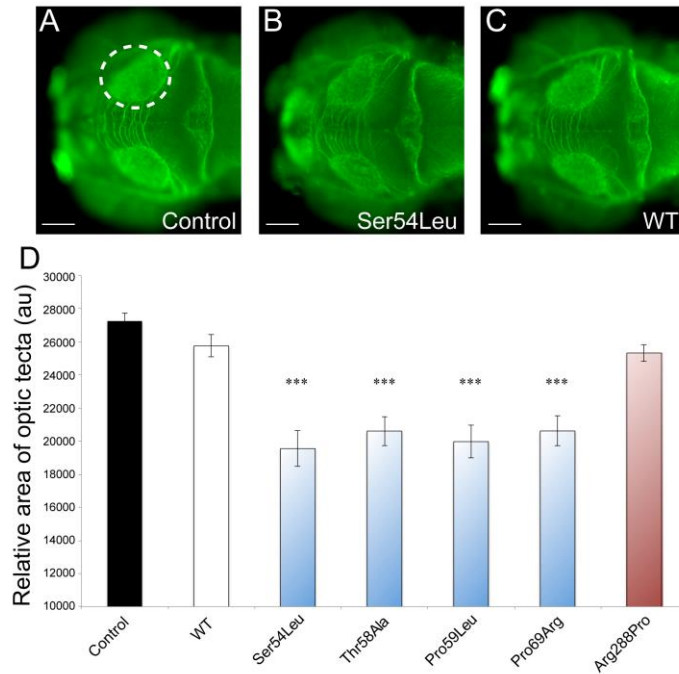 A
Control
B
Ser54Leu
C
WT
D
Relative area of optic tecta (au)
30000
28000
26000
24000
22000
20000
18000
16000
14000
12000
10000
***
***
***
***
Control
WT
Ser54Leu
Thr58Ala
Pro59Leu
Pro69Arg
Arg288Pro